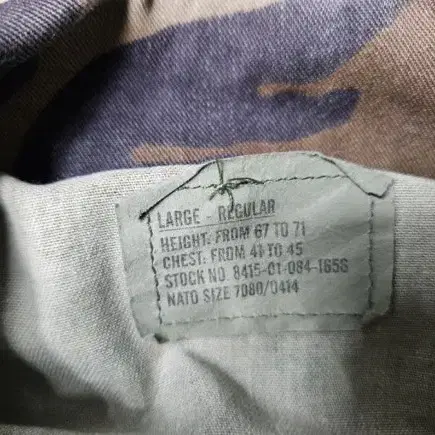 LARGE - REGULAR
HEIGHT: FROM 67 TO 71
CHEST: FROM 41 TO 45
STOCK NO 8415-01-084-1656
NATO SIZE 7080/0414